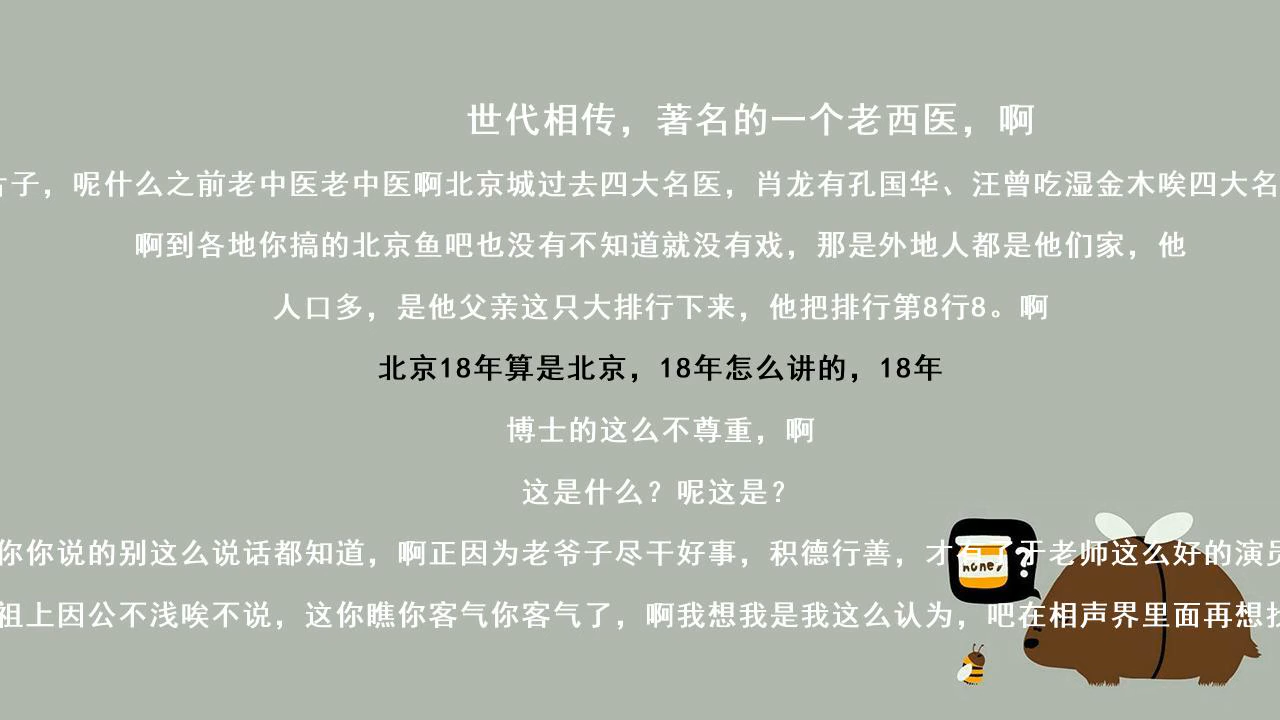 世代相传，著名的一个老西医，啊
片子，呢什么之前老中医老中医啊北京城过去四大名医，肖龙有孔国华、汪曾吃湿金木唉四大名
啊到各地你搞的北京鱼吧也没有不知道就没有戏，那是外地人都是他们家，他
人口多，是他父亲这只大排行下来，他把排行第8行8。啊
北京18年算是北京，18年怎么讲的，18年
博士的这么不尊重，啊
这是什么？呢这是？
你你说的别这么说话都知道，啊正因为老爷子尽干好事，积德行善，才有了于老师这么好的演员
honey ?
祖上因公不浅唉不说，这你瞧你客气你客气了，啊我想我是我这么认为，吧在相声界里面再想找